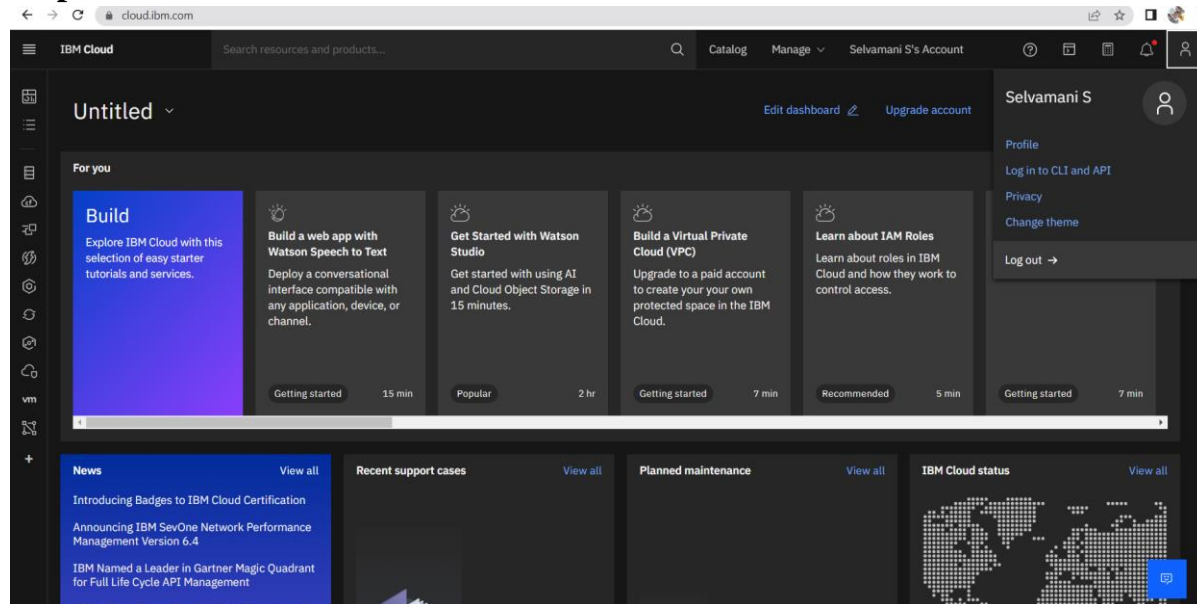 cloud.ibm.com
IBM Cloud
Search resources and products...
Catalog
Manage
Selvamani S's Account
Untitled
Edit dashboard
Upgrade account
Selvamani S
Profile
Log in to CLI and API
Privacy
Change theme
Log out →
For you
Build
Explore IBM Cloud with this
selection of easy starter
tutorials and services.
Build a web app with
Watson Speech to Text
Deploy a conversational
interface compatible with
any application, device, or
channel.
Getting started
15 min
Get Started with Watson
Studio
Get started with using AI
and Cloud Object Storage in
15 minutes.
Popular
2 hr
Build a Virtual Private
Cloud (VPC)
Upgrade to a paid account
to create your your own
protected space in the IBM
Cloud.
Getting started
7 min
Learn about IAM Roles
Learn about roles in IBM
Cloud and how they work to
control access.
Recommended
5 min
Getting started
7 min
vm
News
View all
Introducing Badges to IBM Cloud Certification
Announcing IBM SevOne Network Performance
Management Version 6.4
IBM Named a Leader in Gartner Magic Quadrant
for Full Life Cycle API Management
Recent support cases
View all
Planned maintenance
View all
IBM Cloud status
View all